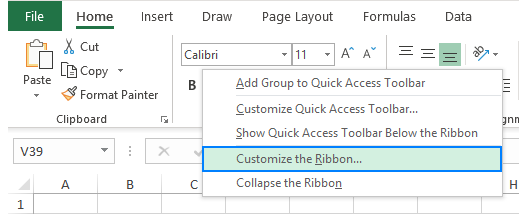 File Home Insert Draw Page Layout Formulas Data
Cut
Copy
Format Painter
Paste
Clipboard
Calibri 11 A A
B
ab
Add Group to Quick Access Toolbar
Customize Quick Access Toolbar...
Show Quick Access Toolbar Below the Ribbon
Customize the Ribbon...
Collapse the Ribbon
V39
A B C D E F G
1